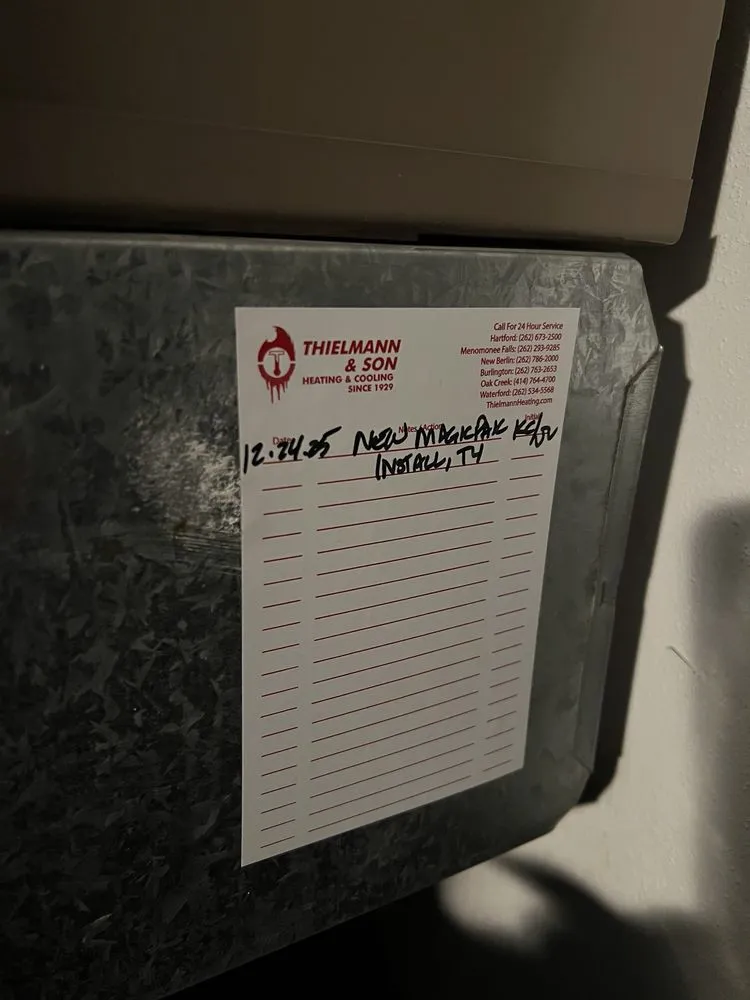 THIELMANN
& SON
HEATING & COOLING
SINCE 1929
Call For 24 Hour Service
Hartford: (262) 673-2500
Menomonee Falls: (262) 293-9285
New Berlin: (262) 786-2000
Burlington: (262) 763-2653
Oak Creek: (414) 764-4700
Waterford: (262) 534-5568
ThielmannHeating.com
Date Notes / Action Initial
12.24.25 NEW MAGICPAK
INSTALL, T4